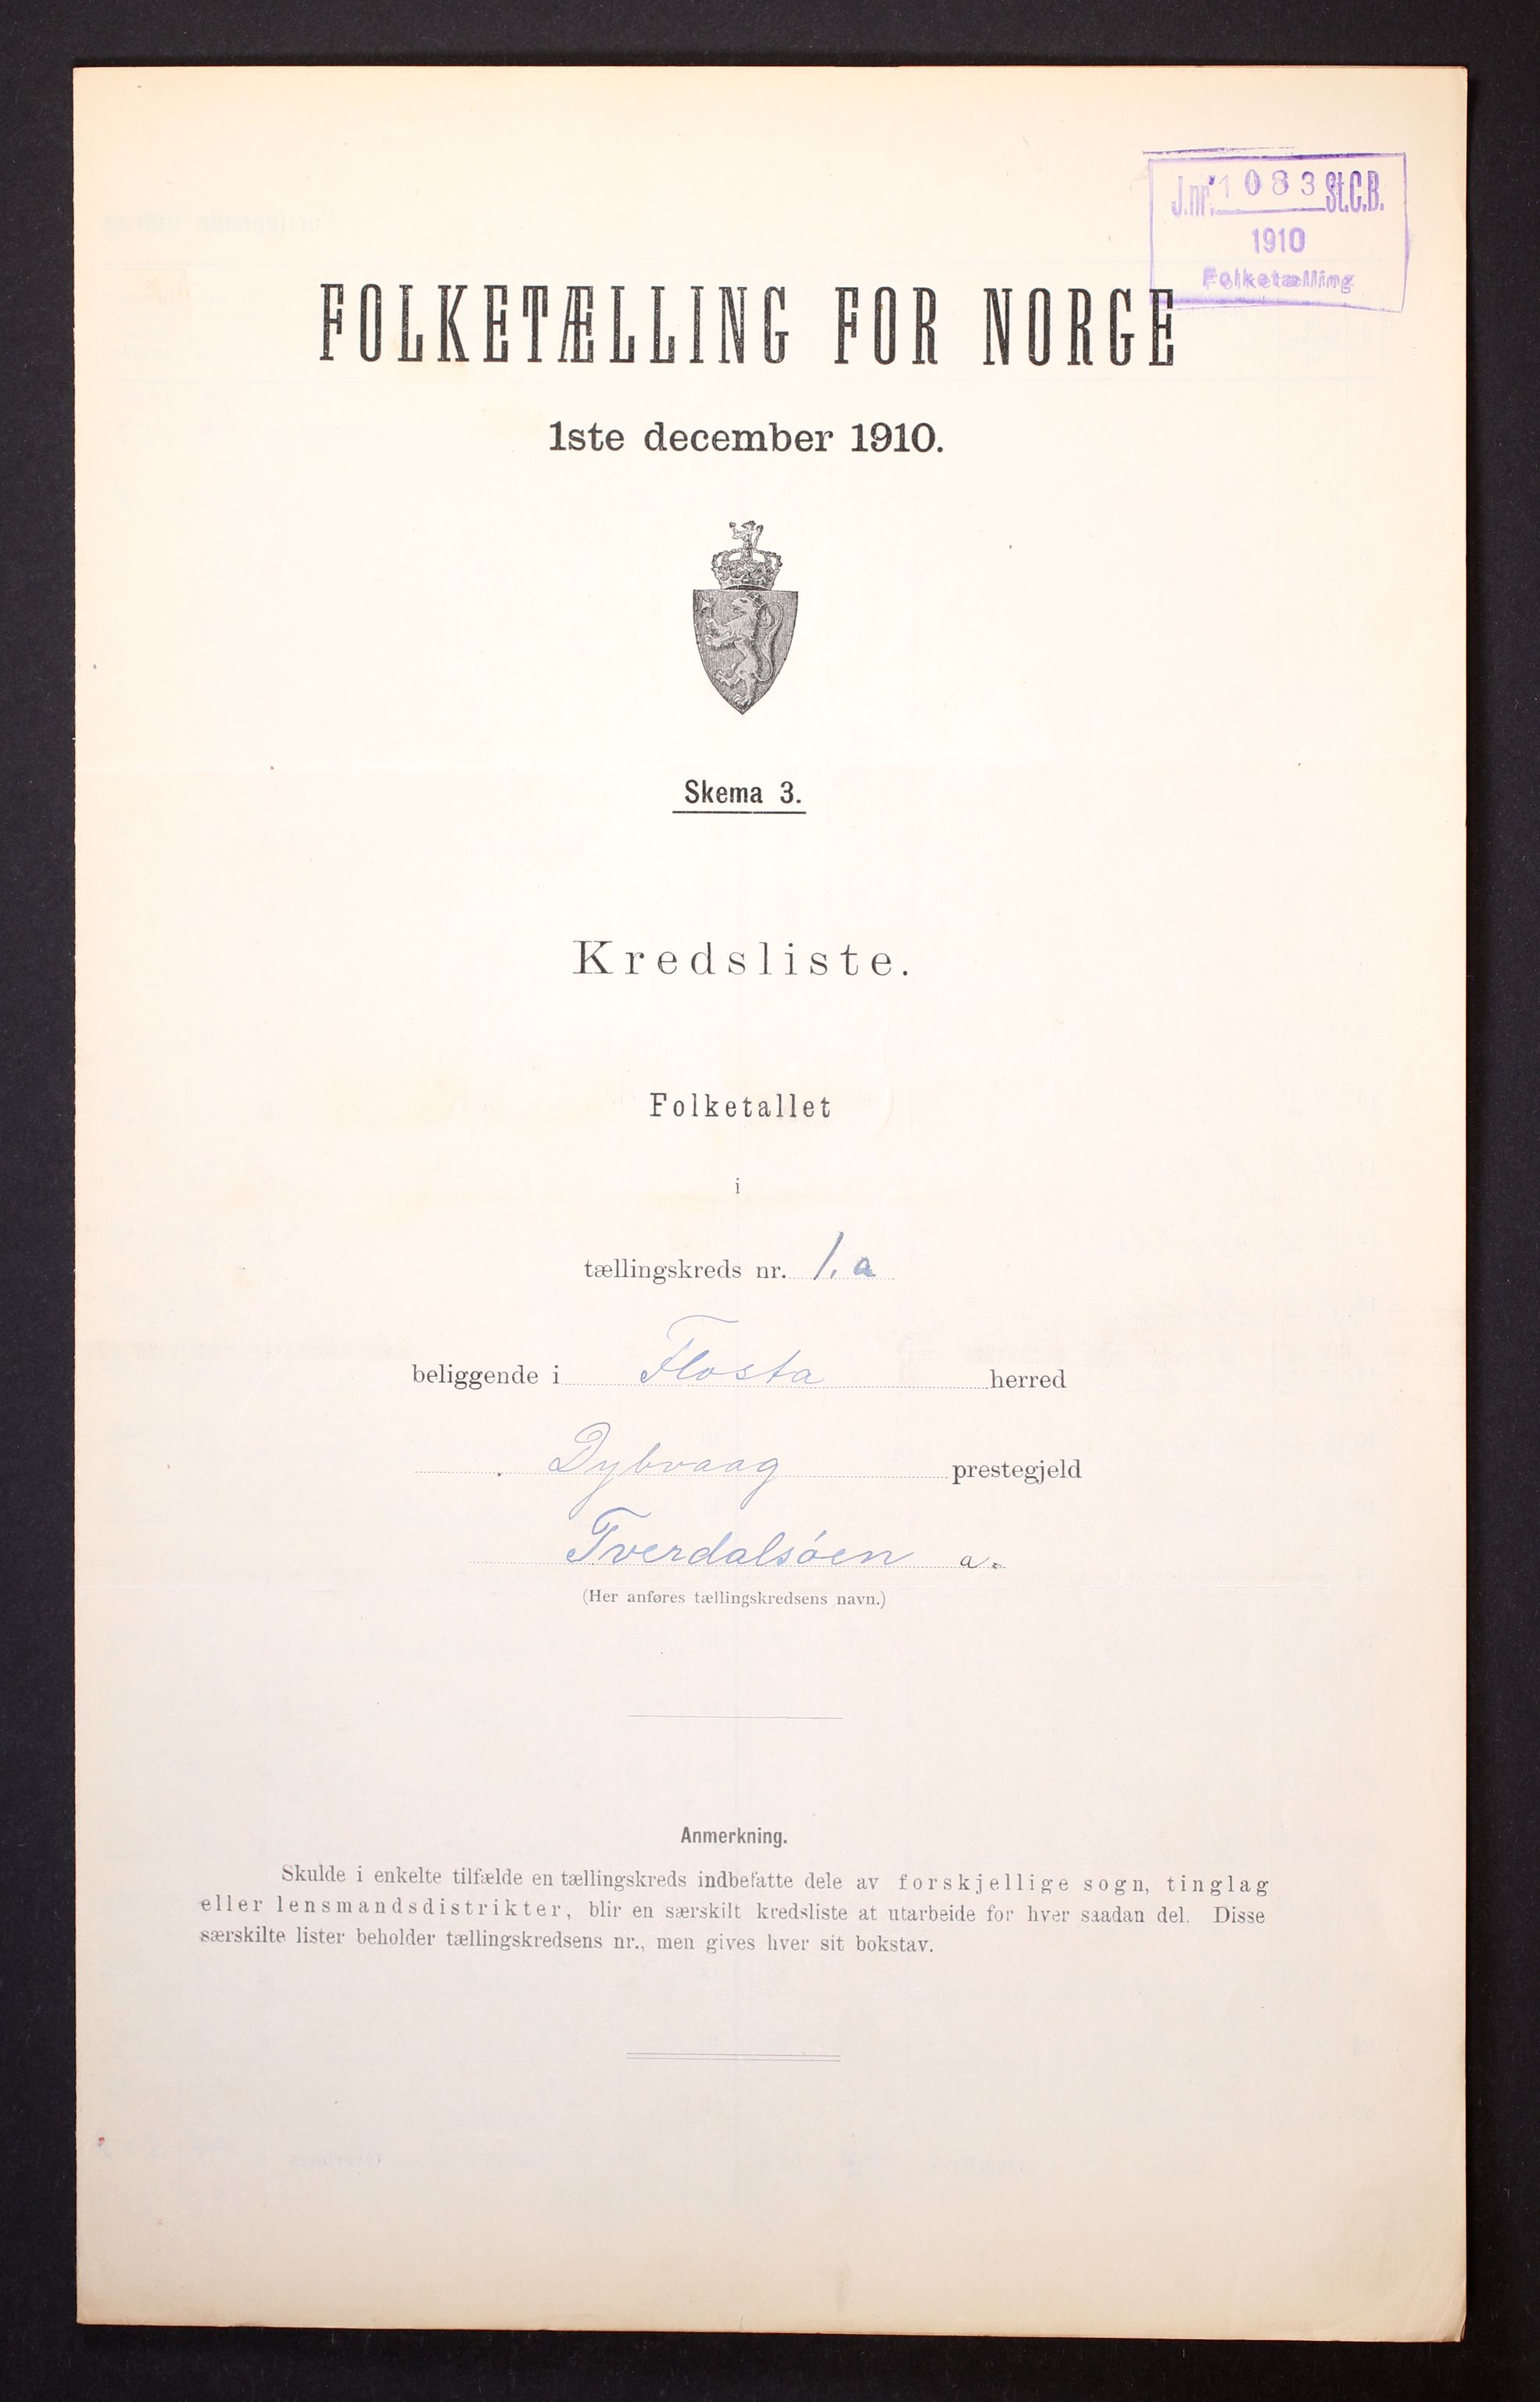 J.nr. 1083 St.C.B.
1910
Folketælling
FOLKETÆLLING FOR NORGE
1ste december 1910.
Skema 3.
Kredsliste.
Folketallet
i
tællingskreds nr. 1. a
beliggende i Flosta herred
Dybvaag prestegjeld
Tverdalsöen a.
(Her anføres tællingskredsens navn.)
Anmerkning.
Skulde i enkelte tilfælde en tællingskreds indbefatte dele av forskjellige sogn, tinglag
eller lensmandsdistrikter, blir en særskilt kredsliste at utarbeide for hver saadan del. Disse
særskilte lister beholder tællingskredsens nr., men gives hver sit bokstav.